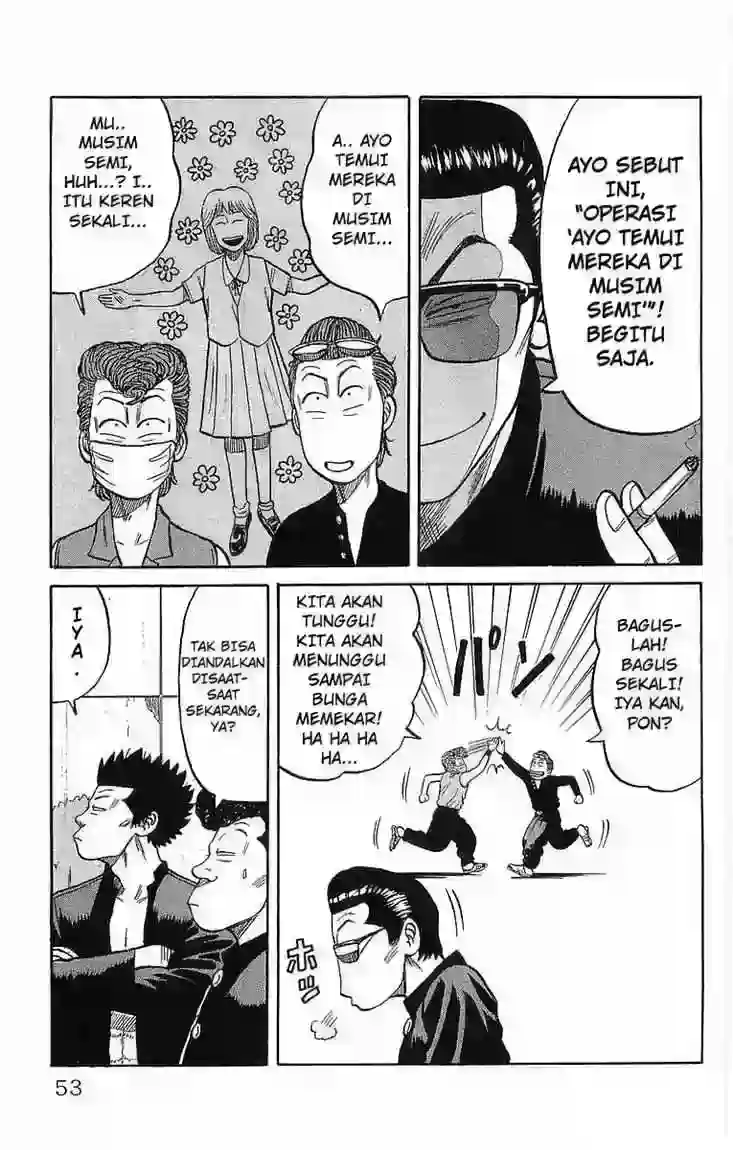 AYO SEBUT
INI,
"OPERASI
'AYO TEMUI
MEREKA DI
MUSIM
SEMI'"!
BEGITU
SAJA.
A.. AYO
TEMUI
MEREKA
DI
MUSIM
SEMI...
MU..
MUSIM
SEMI,
HUH...? I..
ITU KEREN
SEKALI...
BAGUS-
LAH!
BAGUS
SEKALI!
IYA KAN,
PON?
パン
KITA AKAN
TUNGGU!
KITA AKAN
MENUNGGU
SAMPAI
BUNGA
MEMEKAR!
HA HA HA
HA...
ホッ
TAK BISA
DIANDALKAN
DISAAT-
SAAT
SEKARANG,
YA?
IYA.
53